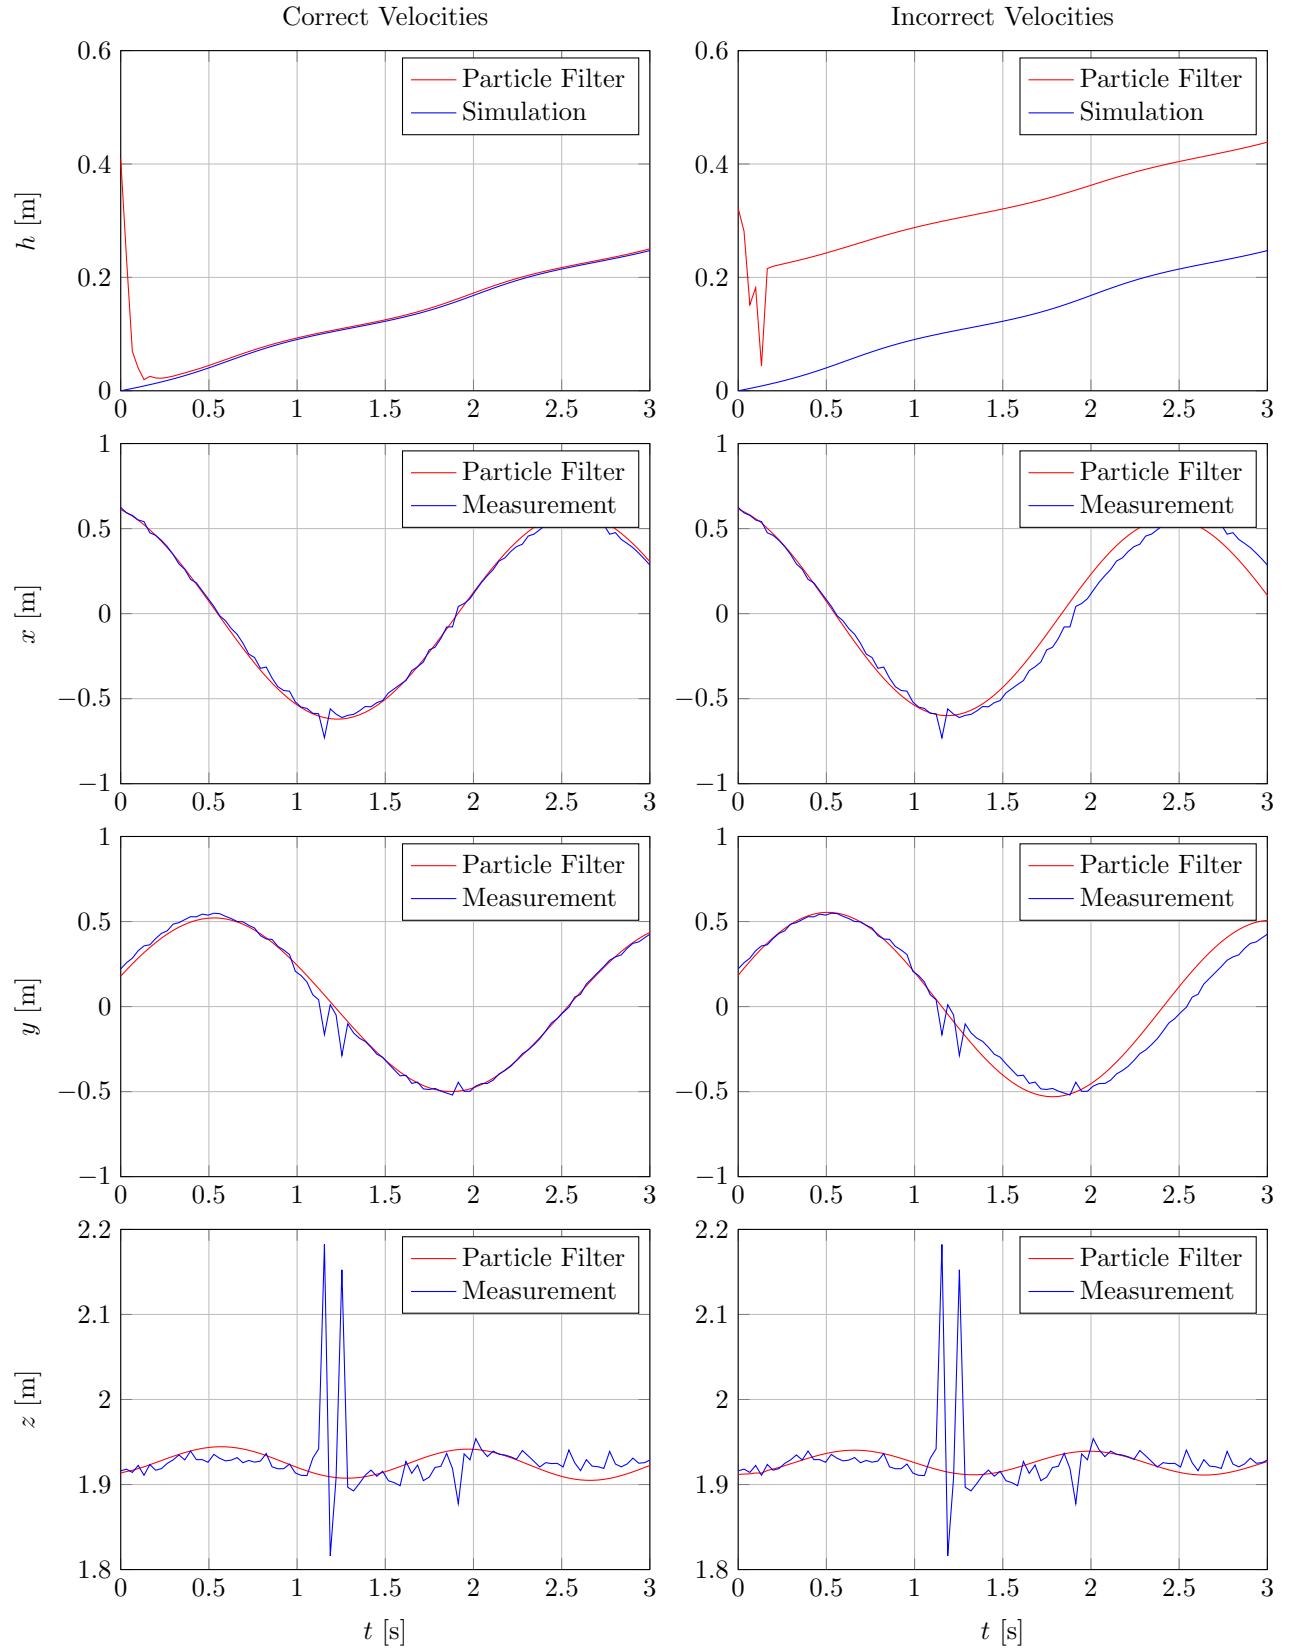 Correct Velocities
Incorrect Velocities
h [m]
0.6
0.4
0.2
0
0 0.5 1 1.5 2 2.5 3
Particle Filter
Simulation
0.6
0.4
0.2
0
0 0.5 1 1.5 2 2.5 3
Particle Filter
Simulation
x [m]
1
0.5
0
−0.5
−1
0 0.5 1 1.5 2 2.5 3
Particle Filter
Measurement
1
0.5
0
−0.5
−1
0 0.5 1 1.5 2 2.5 3
Particle Filter
Measurement
y [m]
1
0.5
0
−0.5
−1
0 0.5 1 1.5 2 2.5 3
Particle Filter
Measurement
1
0.5
0
−0.5
−1
0 0.5 1 1.5 2 2.5 3
Particle Filter
Measurement
z [m]
2.2
2.1
2
1.9
1.8
0 0.5 1 1.5 2 2.5 3
Particle Filter
Measurement
t [s]
2.2
2.1
2
1.9
1.8
0 0.5 1 1.5 2 2.5 3
Particle Filter
Measurement
t [s]